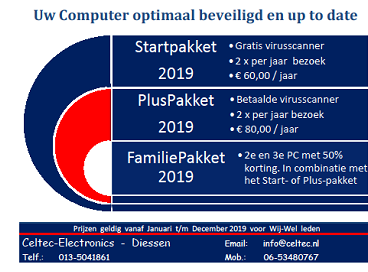 Uw Computer optimaal beveiligd en up to date
Startpakket
2019
• Gratis virusscanner
• 2 x per jaar bezoek
• € 60,00 / jaar
PlusPakket
2019
• Betaalde virusscanner
• 2 x per jaar bezoek
• € 80,00 / jaar
FamiliePakket
2019
• 2e en 3e PC met 50%
korting. In combinatie met
het Start- of Plus-pakket
Prijzen geldig vanaf Januari t/m December 2019 voor Wij-Wel leden
Celtec-Electronics - Diessen Email: info@celtec.nl
Telf.: 013-5041861 Mob.: 06-53480767